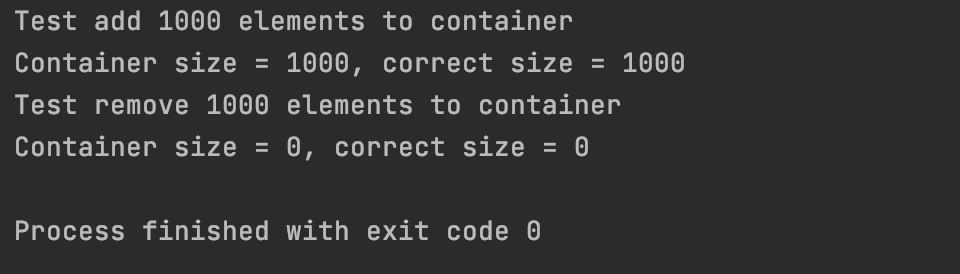 Test add 1000 elements to container
Container size = 1000, correct size = 1000
Test remove 1000 elements to container
Container size = 0, correct size = 0
Process finished with exit code 0